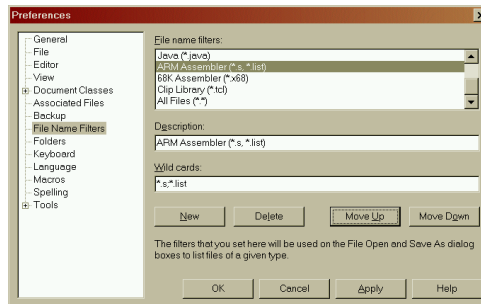 Preferences
General
File
Editor
View
Document Classes
Associated Files
Backup
File Name Filters
Folders
Keyboard
Language
Macros
Spelling
Tools
File name filters:
Java (*.java)
ARM Assembler (*.s, *.list)
68K Assembler (*.x68)
Clip Library (*.tcl)
All Files (*.*)
Description:
ARM Assembler (*.s, *.list)
Wild cards:
*.s;*.list
New Delete Move Up Move Down
The filters that you set here will be used on the File Open and Save As dialog
boxes to list files of a given type.
OK Cancel Apply Help